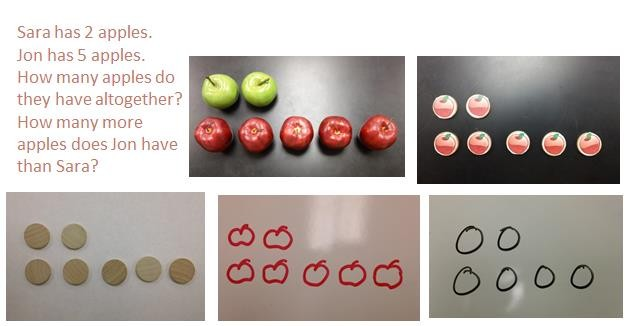 Sara has 2 apples.
Jon has 5 apples.
How many apples do
they have altogether?
How many more
apples does Jon have
than Sara?